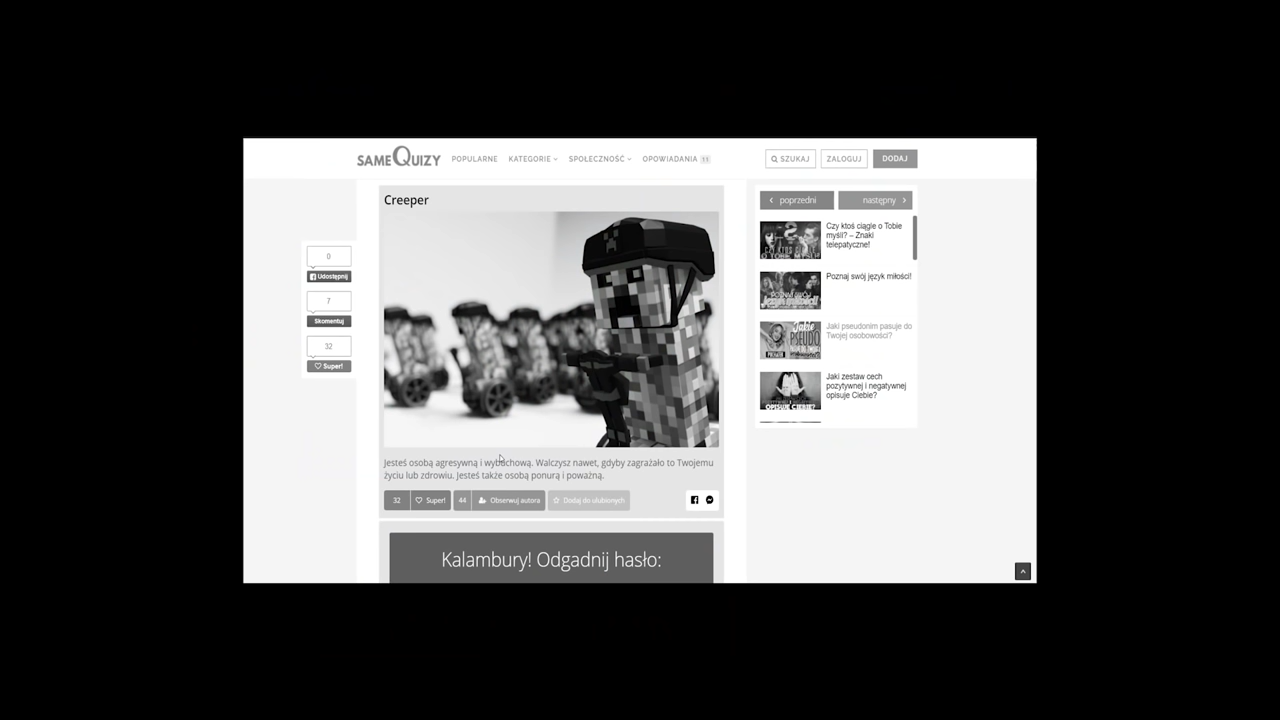 SAMEQUIZY
POPULARNE
KATEGORIE
SPOŁECZNOŚĆ
OPOWIADANIA 11
SZUKAJ
ZALOGUJ
DODAJ
Creeper
0
Udostępnij
7
Skomentuj
32
Super!
Jesteś osobą agresywną i wybuchową. Walczysz nawet, gdyby zagrażało to Twojemu
życiu lub zdrowiu. Jesteś także osobą ponurą i poważną.
32 Super!
44 Obserwuj autora
Dodaj do ulubionych
Kalambury! Odgadnij hasło:
poprzedni
następny
Czy ktoś ciągle o Tobie
myśli? – Znaki
telepatyczne!
Poznaj swój język miłości!
Jaki pseudonim pasuje do
Twojej osobowości?
Jaki zestaw cech
pozytywnej i negatywnej
opisuje Ciebie?